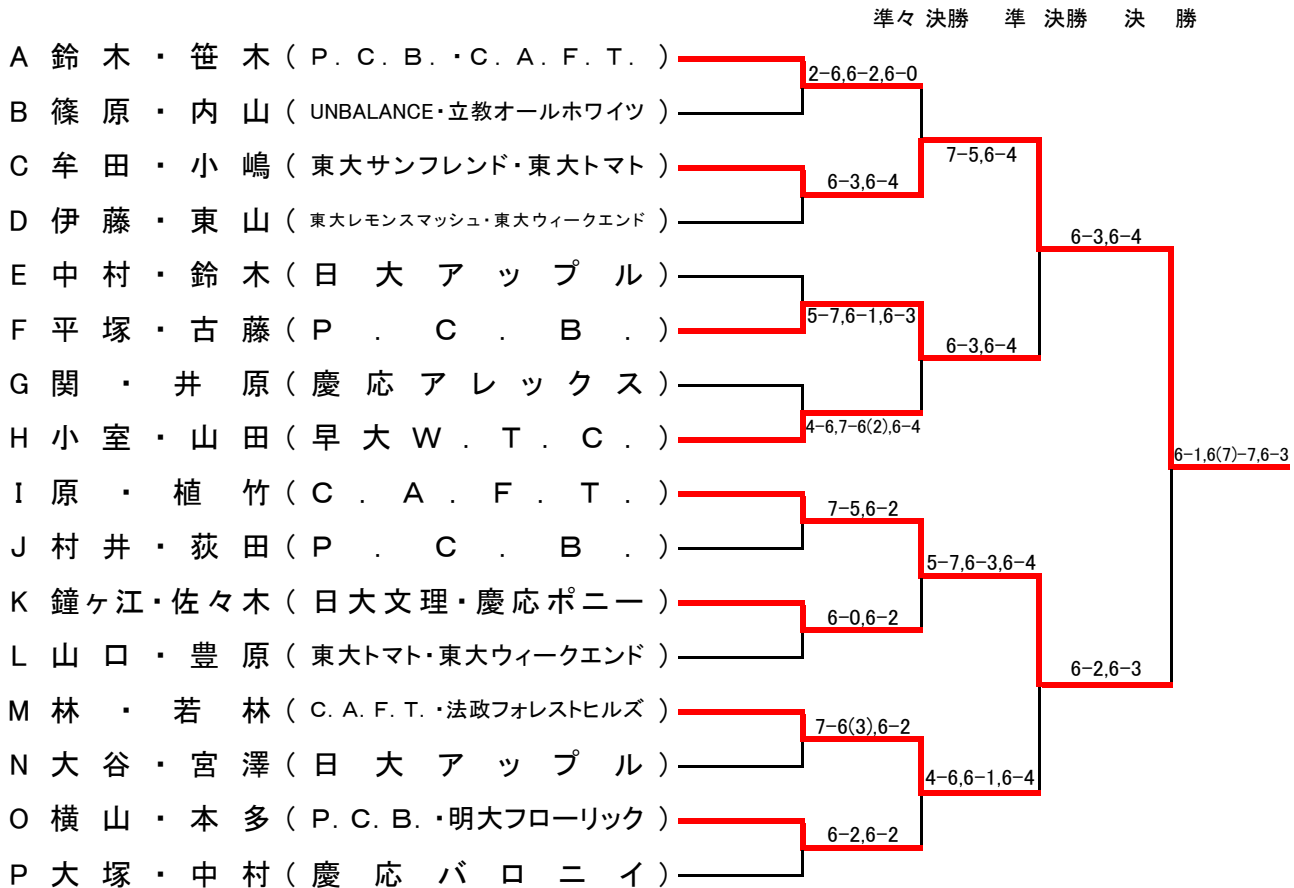 準々決勝 準決勝 決勝
A 鈴木・笹木(P.C.B.・C.A.F.T.)
2-6,6-2,6-0
B 篠原・内山(UNBALANCE・立教オールホワイツ)
7-5,6-4
C 牟田・小嶋(東大サンフレンド・東大トマト)
6-3,6-4
D 伊藤・東山(東大レモンスマッシュ・東大ウィークエンド)
6-3,6-4
E 中村・鈴木(日大アップル)
5-7,6-1,6-3
F 平塚・古藤(P.C.B.)
6-3,6-4
G 関・井原(慶応アレックス)
4-6,7-6(2),6-4
H 小室・山田(早大W.T.C.)
6-1,6(7)-7,6-3
I 原・植竹(C.A.F.T.)
7-5,6-2
J 村井・荻田(P.C.B.)
5-7,6-3,6-4
K 鐘ヶ江・佐々木(日大文理・慶応ポニー)
6-0,6-2
L 山口・豊原(東大トマト・東大ウィークエンド)
6-2,6-3
M 林・若林(C.A.F.T.・法政フォレストヒルズ)
7-6(3),6-2
N 大谷・宮澤(日大アップル)
4-6,6-1,6-4
O 横山・本多(P.C.B.・明大フローリック)
6-2,6-2
P 大塚・中村(慶応バロニイ)